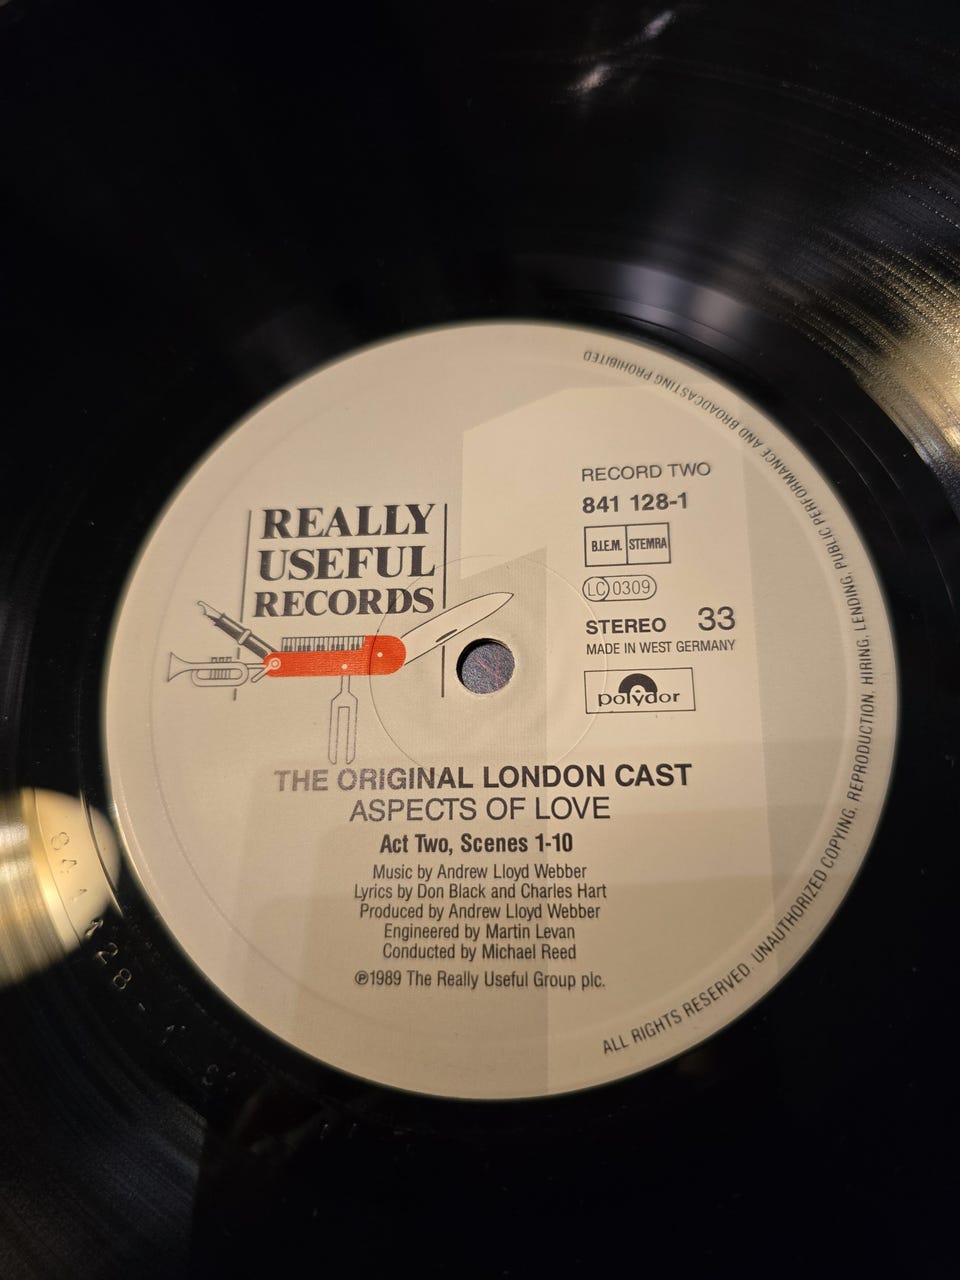 REALLY
USEFUL
RECORDS
RECORD TWO
841 128-1
B.I.E.M. STEMRA
LC 0309
STEREO 33
MADE IN WEST GERMANY
polydor
THE ORIGINAL LONDON CAST
ASPECTS OF LOVE
Act Two, Scenes 1-10
Music by Andrew Lloyd Webber
Lyrics by Don Black and Charles Hart
Produced by Andrew Lloyd Webber
Engineered by Martin Levan
Conducted by Michael Reed
℗1989 The Really Useful Group plc.
ALL RIGHTS RESERVED. UNAUTHORIZED COPYING, REPRODUCTION, HIRING, LENDING, PUBLIC PERFORMANCE AND BROADCASTING PROHIBITED